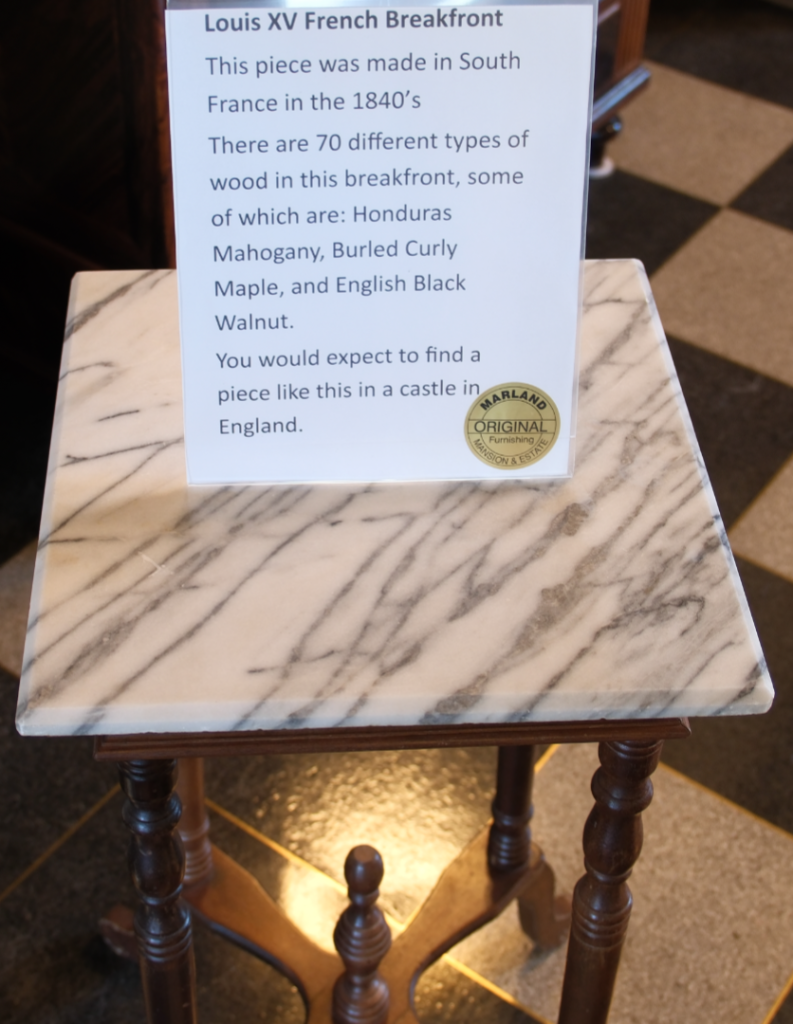 Louis XV French Breakfront
This piece was made in South
France in the 1840's
There are 70 different types of
wood in this breakfront, some
of which are: Honduras
Mahogany, Burled Curly
Maple, and English Black
Walnut.
You would expect to find a
piece like this in a castle in
England.
MARLAND
ORIGINAL
Furnishing
MANSION & ESTATE